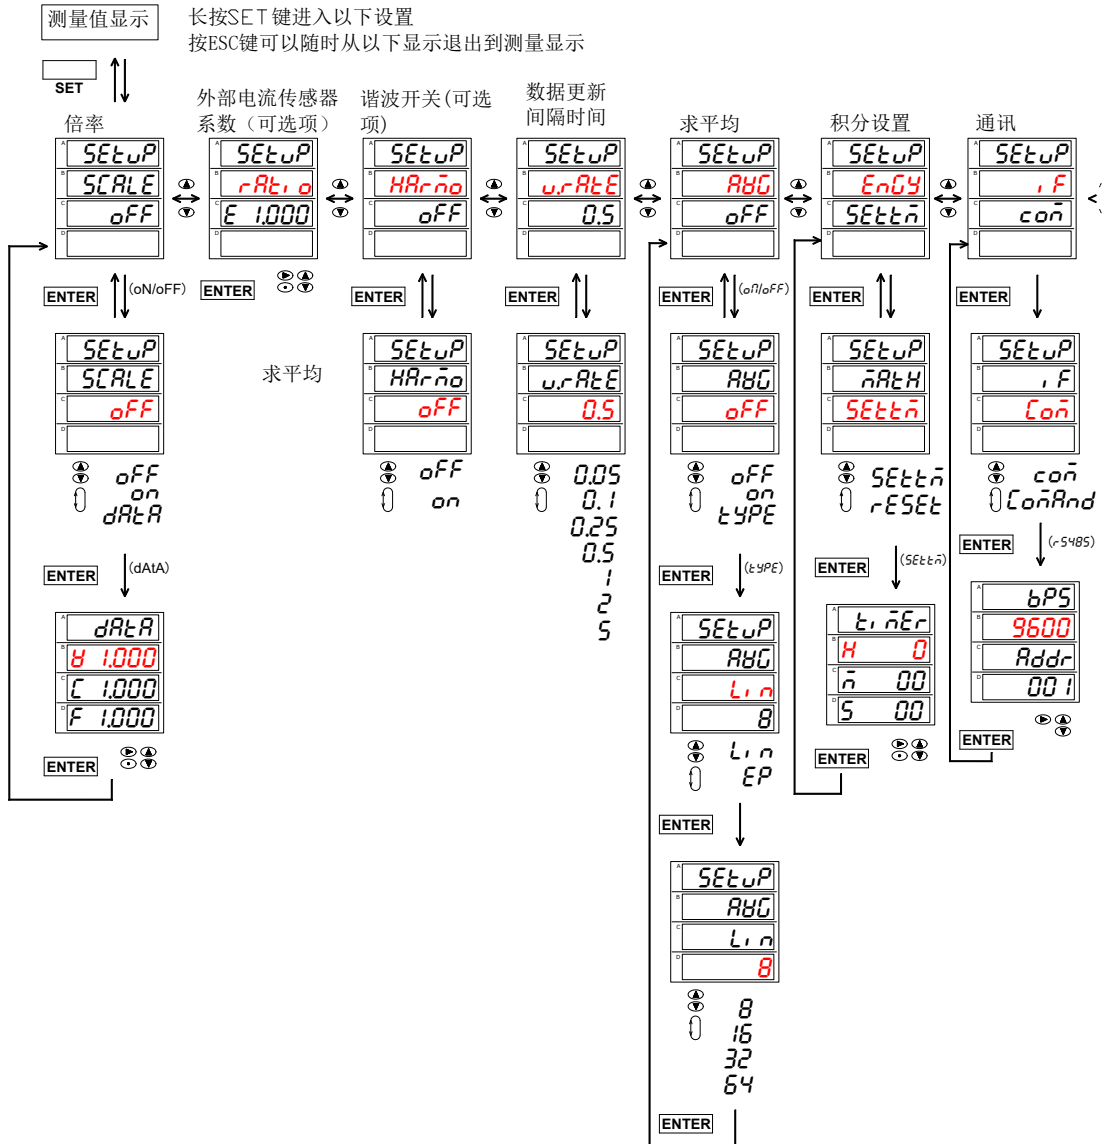 测量值显示
长按SET键进入以下设置
按ESC键可以随时从以下显示退出到测量显示
SET
倍率
SEtuP
SCALE
oFF
ENTER
(oN/oFF)
SEtuP
SCALE
oFF
oFF
on
dAtA
ENTER
(dAtA)
dAtA
V 1.000
C 1.000
F 1.000
ENTER
外部电流传感器
系数（可选项）
SEtuP
rAtio
E 1.000
ENTER
求平均
谐波开关(可选
项)
SEtuP
HArmo
oFF
ENTER
SEtuP
HArmo
oFF
oFF
on
数据更新
间隔时间
SEtuP
u.rAtE
0.5
ENTER
SEtuP
u.rAtE
0.5
0.05
0.1
0.25
0.5
1
2
5
求平均
SEtuP
AVG
oFF
ENTER
(on/oFF)
SEtuP
AVG
oFF
oFF
on
tYPE
ENTER
(tYPE)
SEtuP
AVG
Lin
8
Lin
EP
ENTER
SEtuP
AVG
Lin
8
8
16
32
64
ENTER
积分设置
SEtuP
EnGY
SEttm
ENTER
SEtuP
mAtH
SEttm
SEttm
rESEt
ENTER
(SEttm)
timEr
H 0
m 00
S 00
ENTER
通讯
SEtuP
iF
com
ENTER
SEtuP
iF
Com
com
ComAnd
ENTER
(rS485)
bPS
9600
Addr
001
ENTER